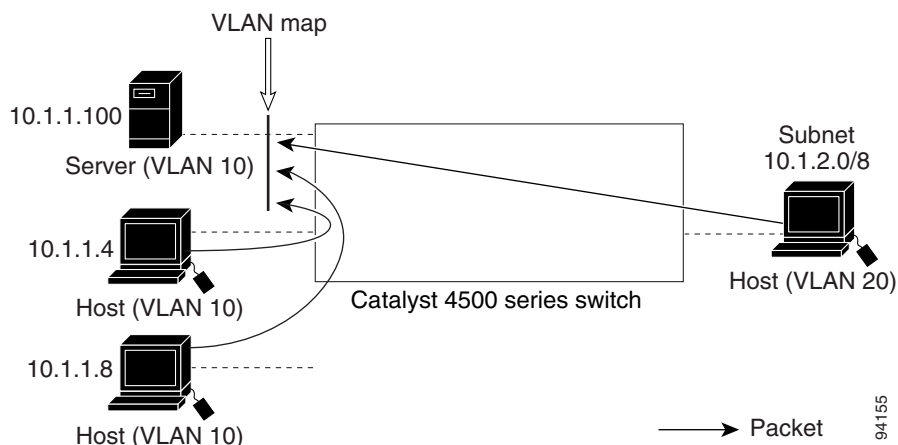 VLAN map
10.1.1.100
Server (VLAN 10)
Subnet
10.1.2.0/8
10.1.1.4
Host (VLAN 10)
Host (VLAN 20)
Catalyst 4500 series switch
10.1.1.8
Host (VLAN 10)
Packet
94155